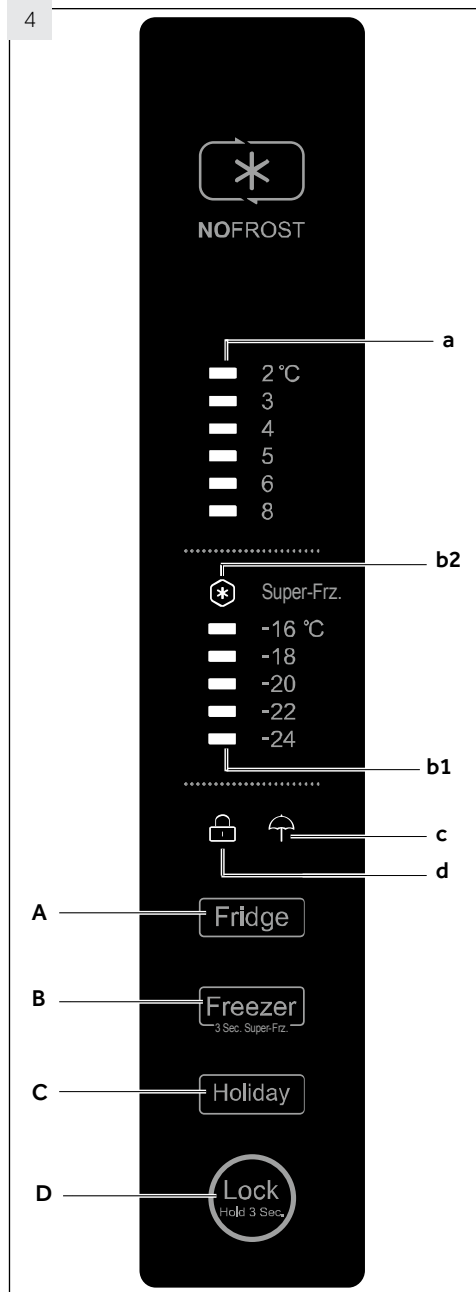 4
NOFROST
a
2 °C
3
4
5
6
8
b2
Super-Frz.
-16 °C
-18
-20
-22
-24
b1
c
d
A
Fridge
B
Freezer
3 Sec. Super-Frz.
C
Holiday
D
Lock
Hold 3 Sec.